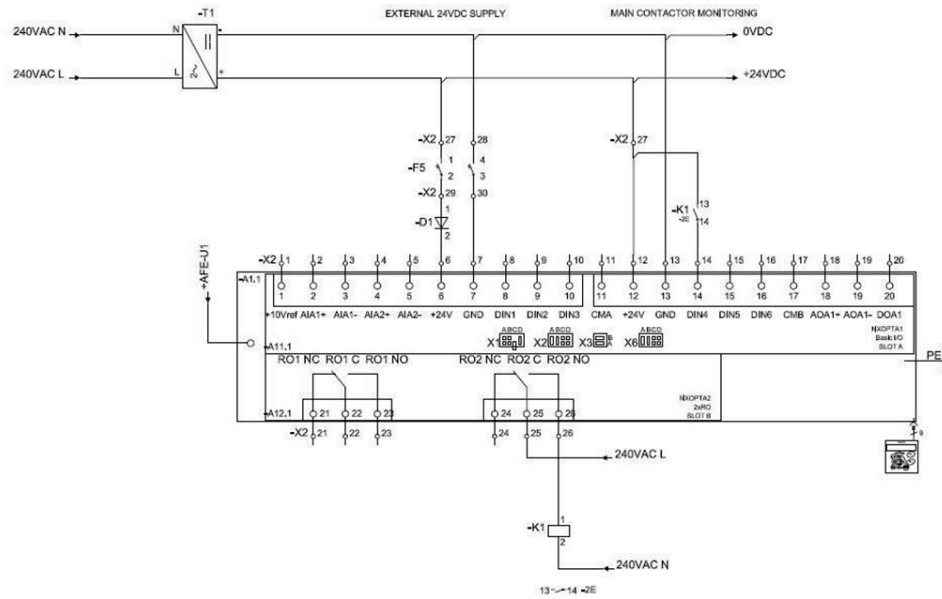 -T1
EXTERNAL 24VDC SUPPLY
MAIN CONTACTOR MONITORING
240VAC N
N
-
0VDC
240VAC L
L
+
2~
+24VDC
-X2 27 28 -X2 27
-F5 1 2 4 3
-X2 29 30
-K1 13
-2E 14
-D1 1 2
+AFE-U1
-X2 1 2 3 4 5 6 7 8 9 10 11 12 13 14 15 16 17 18 19 20
-A1.1
1 2 3 4 5 6 7 8 9 10 11 12 13 14 15 16 17 18 19 20
+10Vref AIA1+ AIA1- AIA2+ AIA2- +24V GND DIN1 DIN2 DIN3 CMA +24V GND DIN4 DIN5 DIN6 CMB AOA1+ AOA1- DOA1
NXOPTA1
Basic I/O
SLOT A
ABCD ABCD ABCD
X1 X2 X3 B A X6
-A11.1
PE
RO1 NC RO1 C RO1 NO RO2 NC RO2 C RO2 NO
NXOPTA2
2xRO
SLOT B
-A12.1 21 22 23 24 25 26
-X2 21 22 23 24 25 26
9
240VAC L
-K1 1 2
240VAC N
13 14 -2E